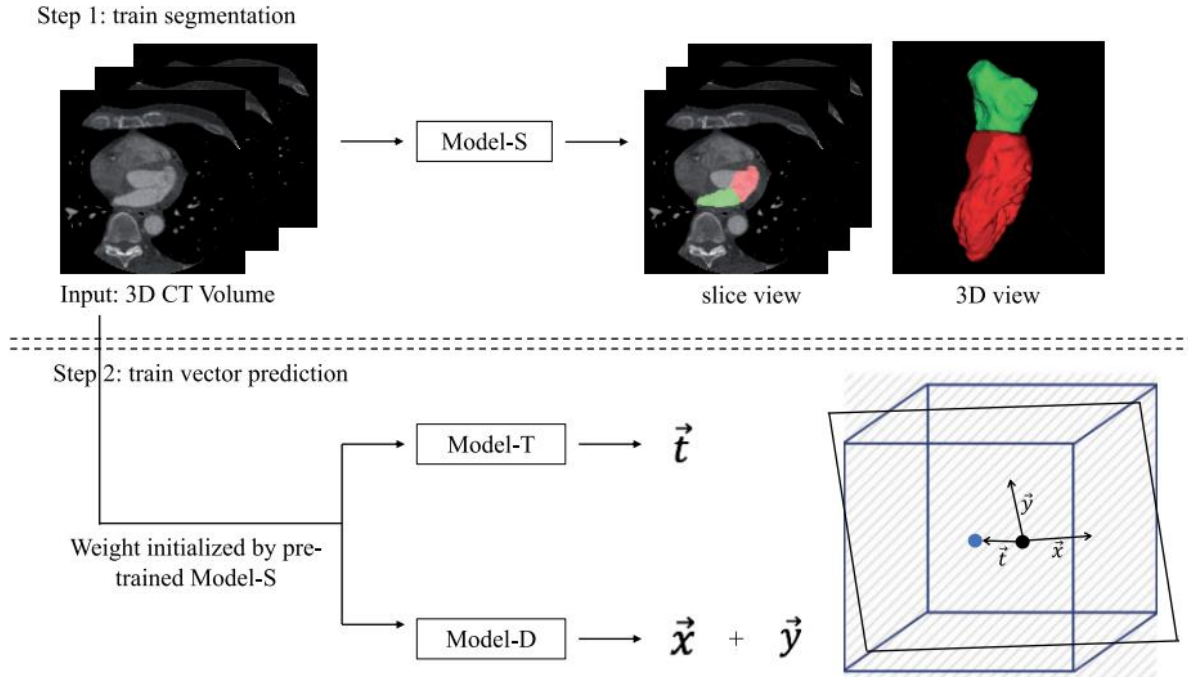 Step 1: train segmentation
Model-S
Input: 3D CT Volume
slice view
3D view
Step 2: train vector prediction
Model-T
t⃗
Weight initialized by pre-
trained Model-S
Model-D
x⃗ + y⃗
y⃗
t⃗
x⃗